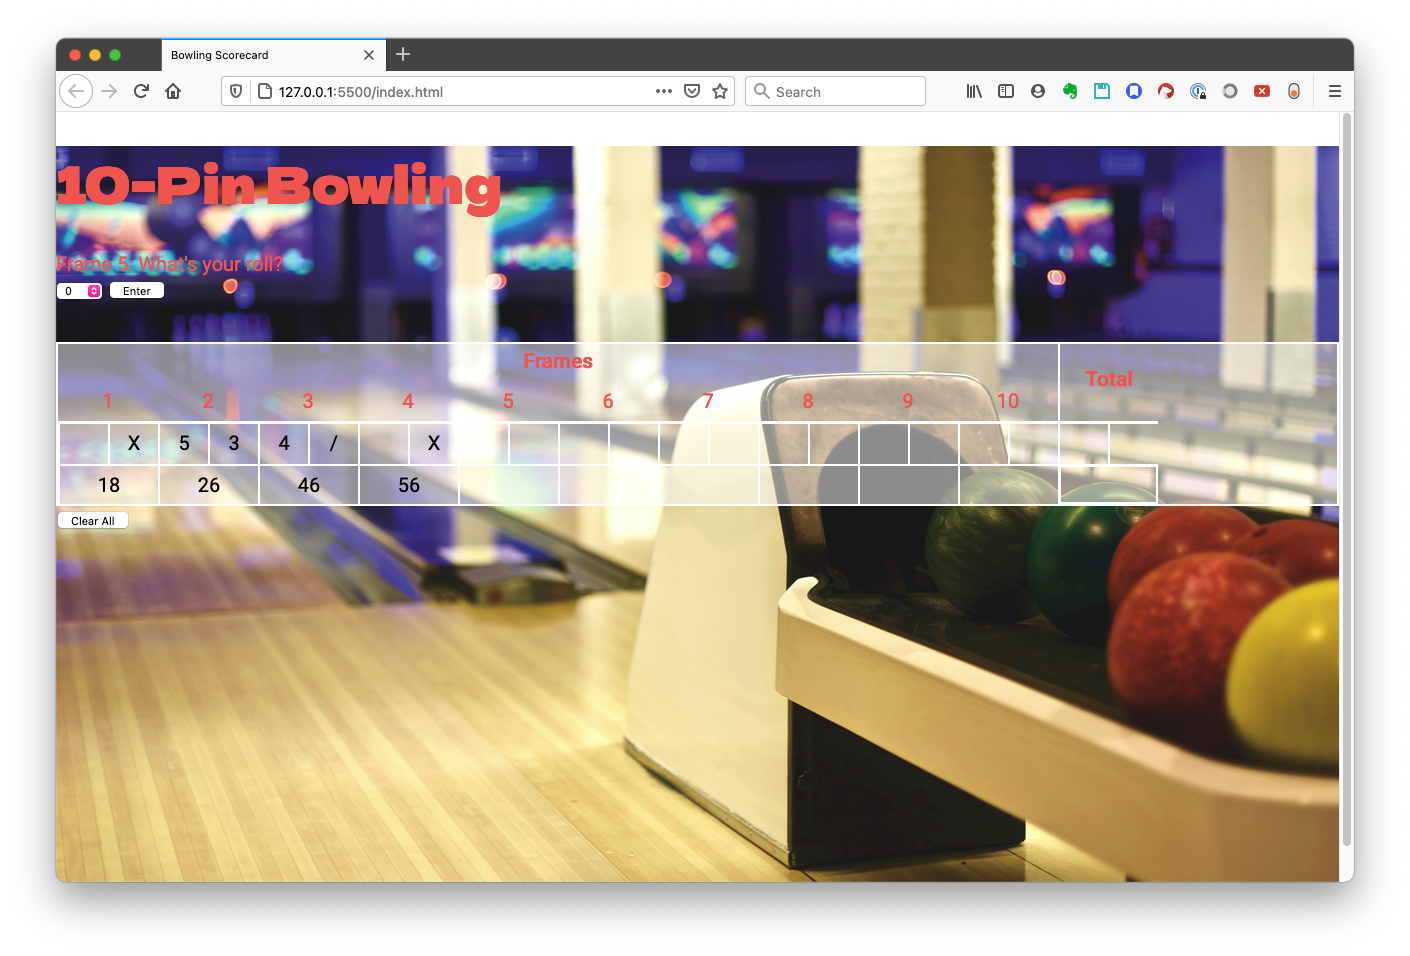 Bowling Scorecard
127.0.0.1:5500/index.html
Search
10-Pin Bowling
Frame 5: What's your roll?
0 Enter
Frames
Total
1 2 3 4 5 6 7 8 9 10
X 5 3 4 / X
18 26 46 56
Clear All